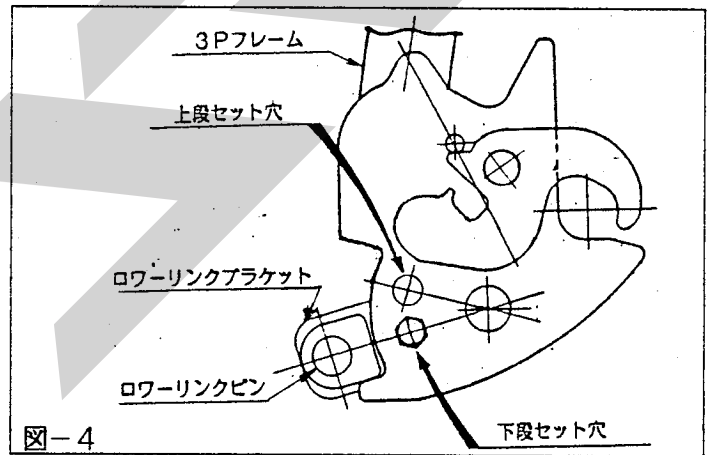 3Pフレーム
上段セット穴
ロワーリンクブラケット
ロワーリンクピン
下段セット穴
図-4